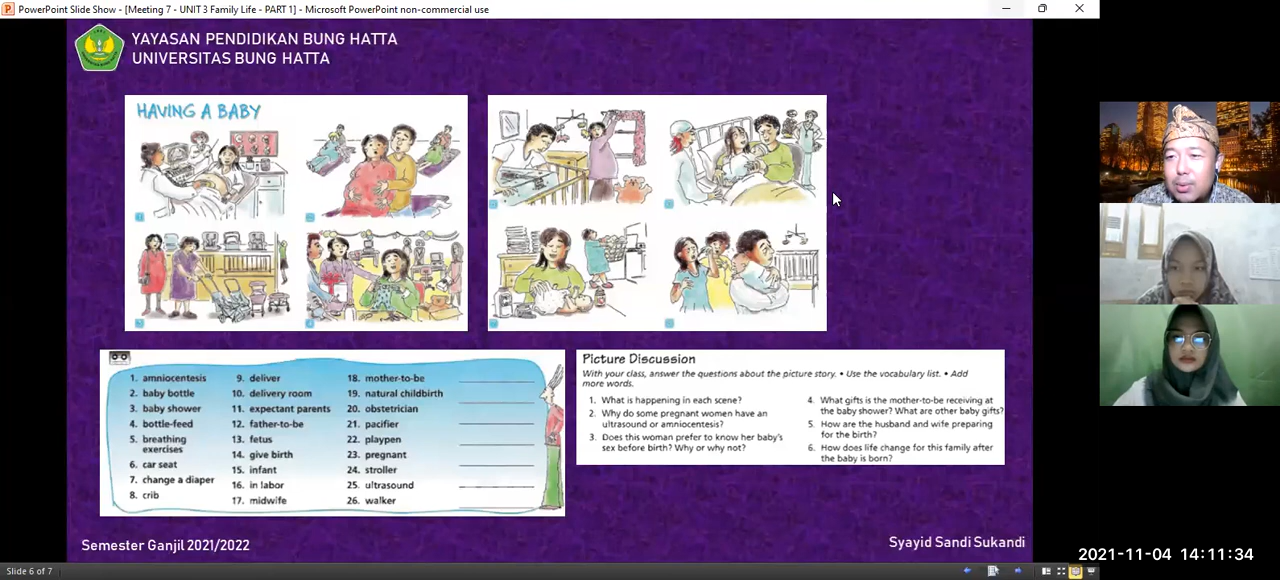 PowerPoint Slide Show - [Meeting 7 - UNIT 3 Family Life - PART 1] - Microsoft PowerPoint non-commercial use
YAYASAN PENDIDIKAN BUNG HATTA
UNIVERSITAS BUNG HATTA
HAVING A BABY
1. amniocentesis
2. baby bottle
3. baby shower
4. bottle-feed
5. breathing
exercises
6. car seat
7. change a diaper
8. crib
9. deliver
10. delivery room
11. expectant parents
12. father-to-be
13. fetus
14. give birth
15. infant
16. in labor
17. midwife
18. mother-to-be
19. natural childbirth
20. obstetrician
21. pacifier
22. playpen
23. pregnant
24. stroller
25. ultrasound
26. walker
Picture Discussion
With your class, answer the questions about the picture story. • Use the vocabulary list. • Add
more words.
1. What is happening in each scene?
2. Why do some pregnant women have an
ultrasound or amniocentesis?
3. Does this woman prefer to know her baby's
sex before birth? Why or why not?
4. What gifts is the mother-to-be receiving at
the baby shower? What are other baby gifts?
5. How are the husband and wife preparing
for the birth?
6. How does life change for this family after
the baby is born?
Semester Ganjil 2021/2022
Syayid Sandi Sukandi
2021-11-04 14:11:34
Slide 6 of 7